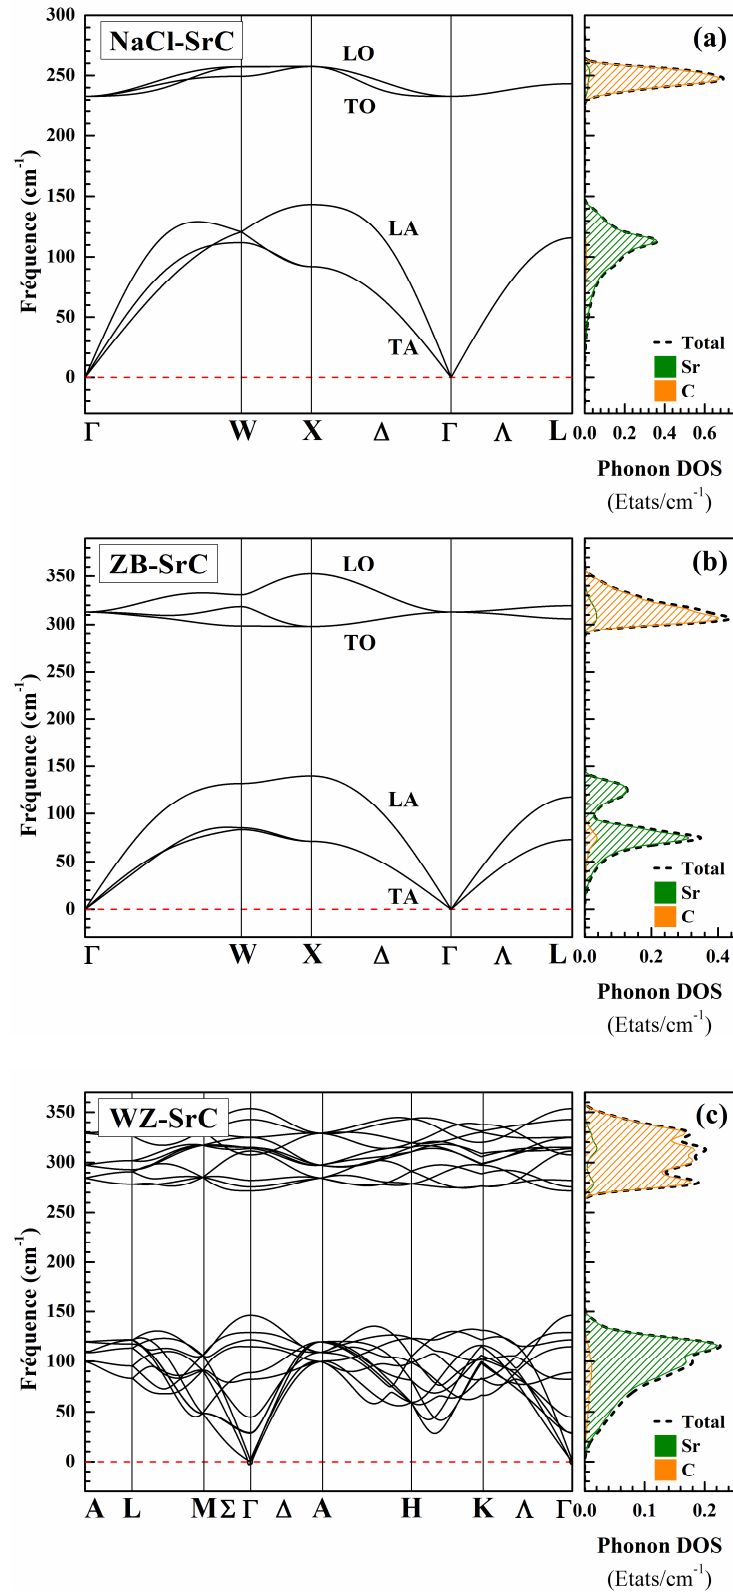 NaCl-SrC
(a)
300
250
200
150
100
50
0
Fréquence (cm-1)
LO
TO
LA
TA
Total
Sr
C
Γ W X Δ Γ Λ L
0.0 0.2 0.4 0.6
Phonon DOS
(Etats/cm-1)
ZB-SrC
(b)
350
300
250
200
150
100
50
0
Fréquence (cm-1)
LO
TO
LA
TA
Total
Sr
C
Γ W X Δ Γ Λ L
0.0 0.2 0.4
Phonon DOS
(Etats/cm-1)
WZ-SrC
(c)
350
300
250
200
150
100
50
0
Fréquence (cm-1)
Total
Sr
C
A L M Σ Γ Δ A H K Λ Γ
0.0 0.1 0.2
Phonon DOS
(Etats/cm-1)